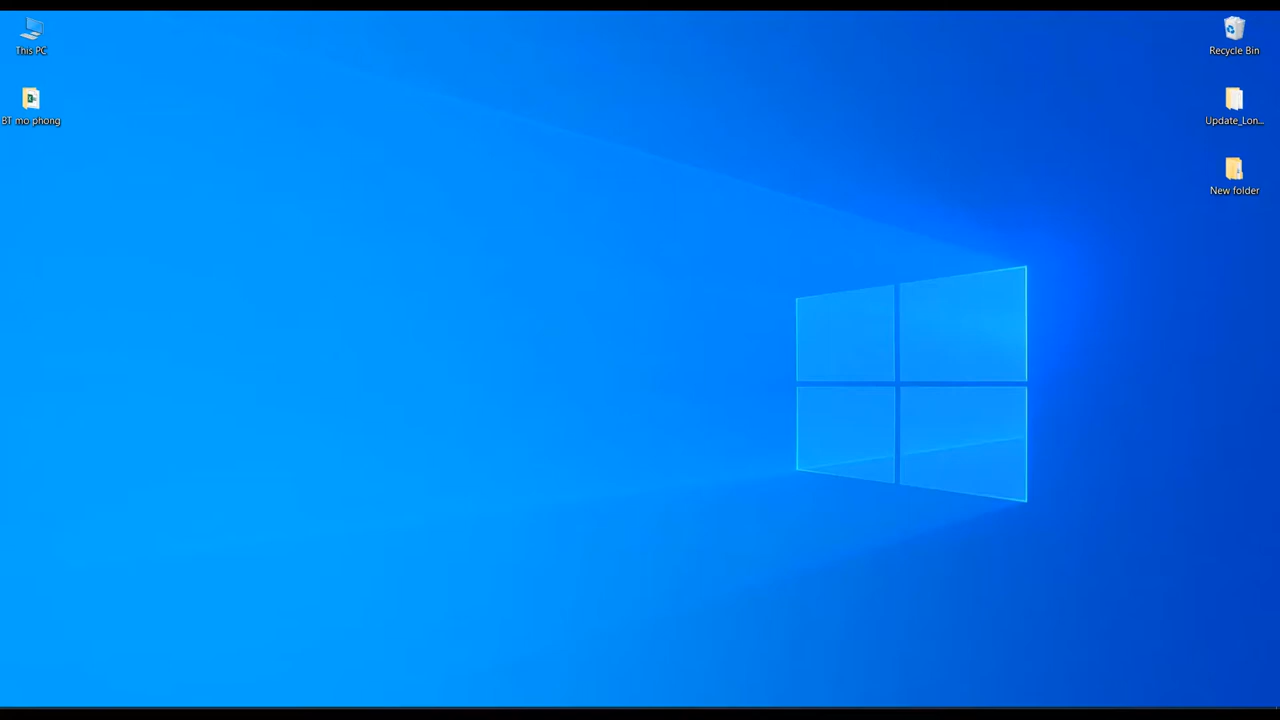 This PC
Recycle Bin
BT mo phong
Update_Lon...
New folder